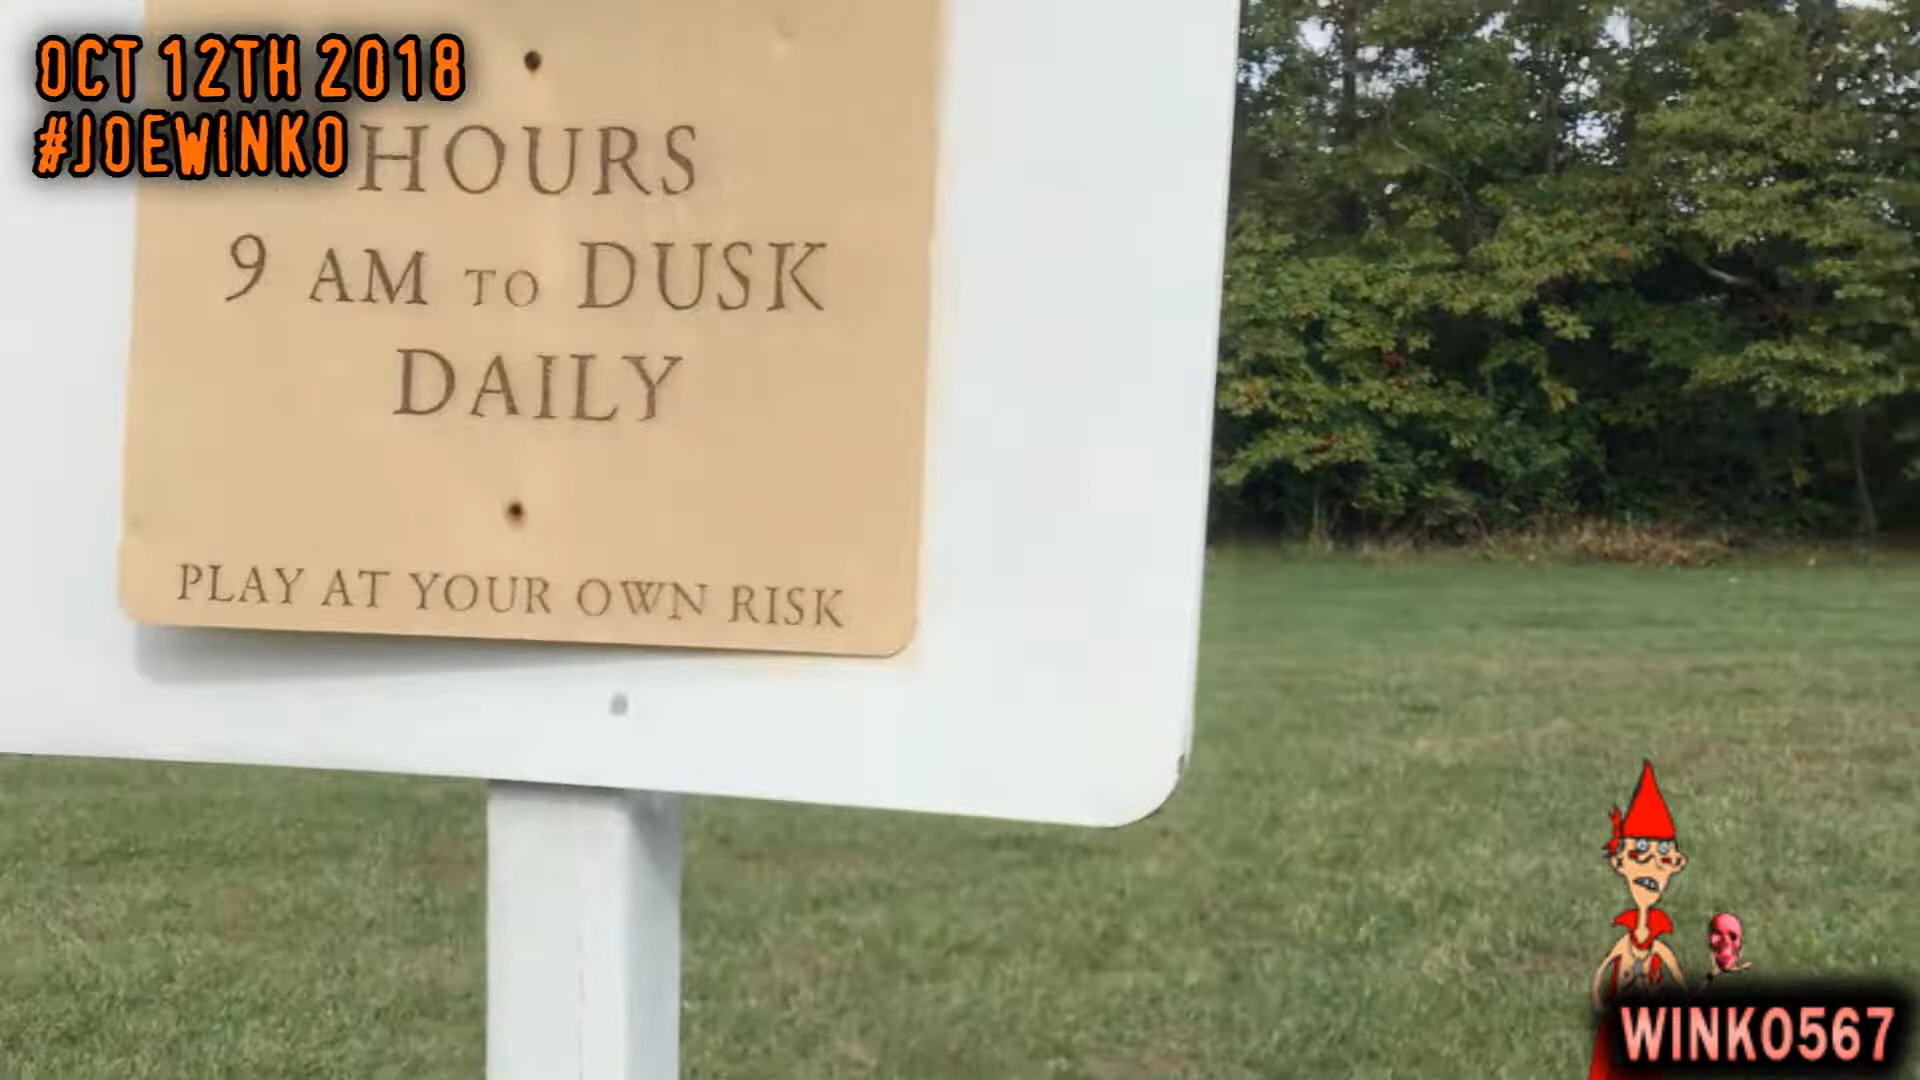 OCT 12TH 2018
#JOEWINKO
HOURS
9 AM TO DUSK
DAILY
PLAY AT YOUR OWN RISK
WINKO567